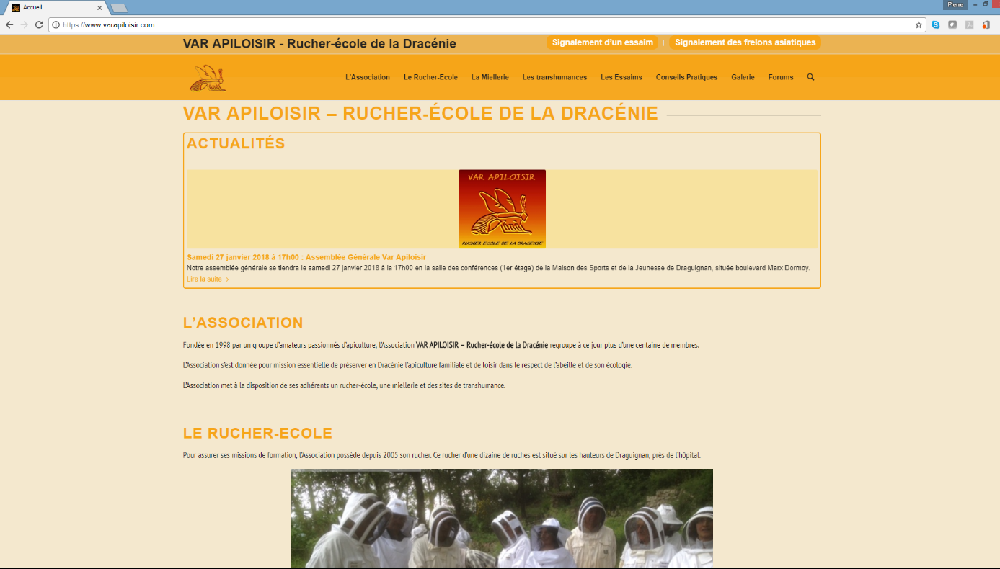 Accueil
Pierre
https://www.varapiloisir.com
VAR APILOISIR - Rucher-école de la Dracénie
Signalement d'un essaim | Signalement des frelons asiatiques
L'Association Le Rucher-Ecole La Miellerie Les transhumances Les Essaims Conseils Pratiques Galerie Forums
VAR APILOISIR – RUCHER-ÉCOLE DE LA DRACÉNIE
ACTUALITÉS
VAR APILOISIR
RUCHER ECOLE DE LA DRACENIE
Samedi 27 janvier 2018 à 17h00 : Assemblée Générale Var Apiloisir
Notre assemblée générale se tiendra le samedi 27 janvier 2018 à la 17h00 en la salle des conférences (1er étage) de la Maison des Sports et de la Jeunesse de Draguignan, située boulevard Marx Dormoy.
Lire la suite >
L'ASSOCIATION
Fondée en 1998 par un groupe d'amateurs passionnés d'apiculture, l'Association VAR APILOISIR – Rucher-école de la Dracénie regroupe à ce jour plus d'une centaine de membres.
L'Association s'est donnée pour mission essentielle de préserver en Dracénie l'apiculture familiale et de loisir dans le respect de l'abeille et de son écologie.
L'Association met à la disposition de ses adhérents un rucher-école, une miellerie et des sites de transhumance.
LE RUCHER-ECOLE
Pour assurer ses missions de formation, l'Association possède depuis 2005 son rucher. Ce rucher d'une dizaine de ruches est situé sur les hauteurs de Draguignan, près de l'hôpital.